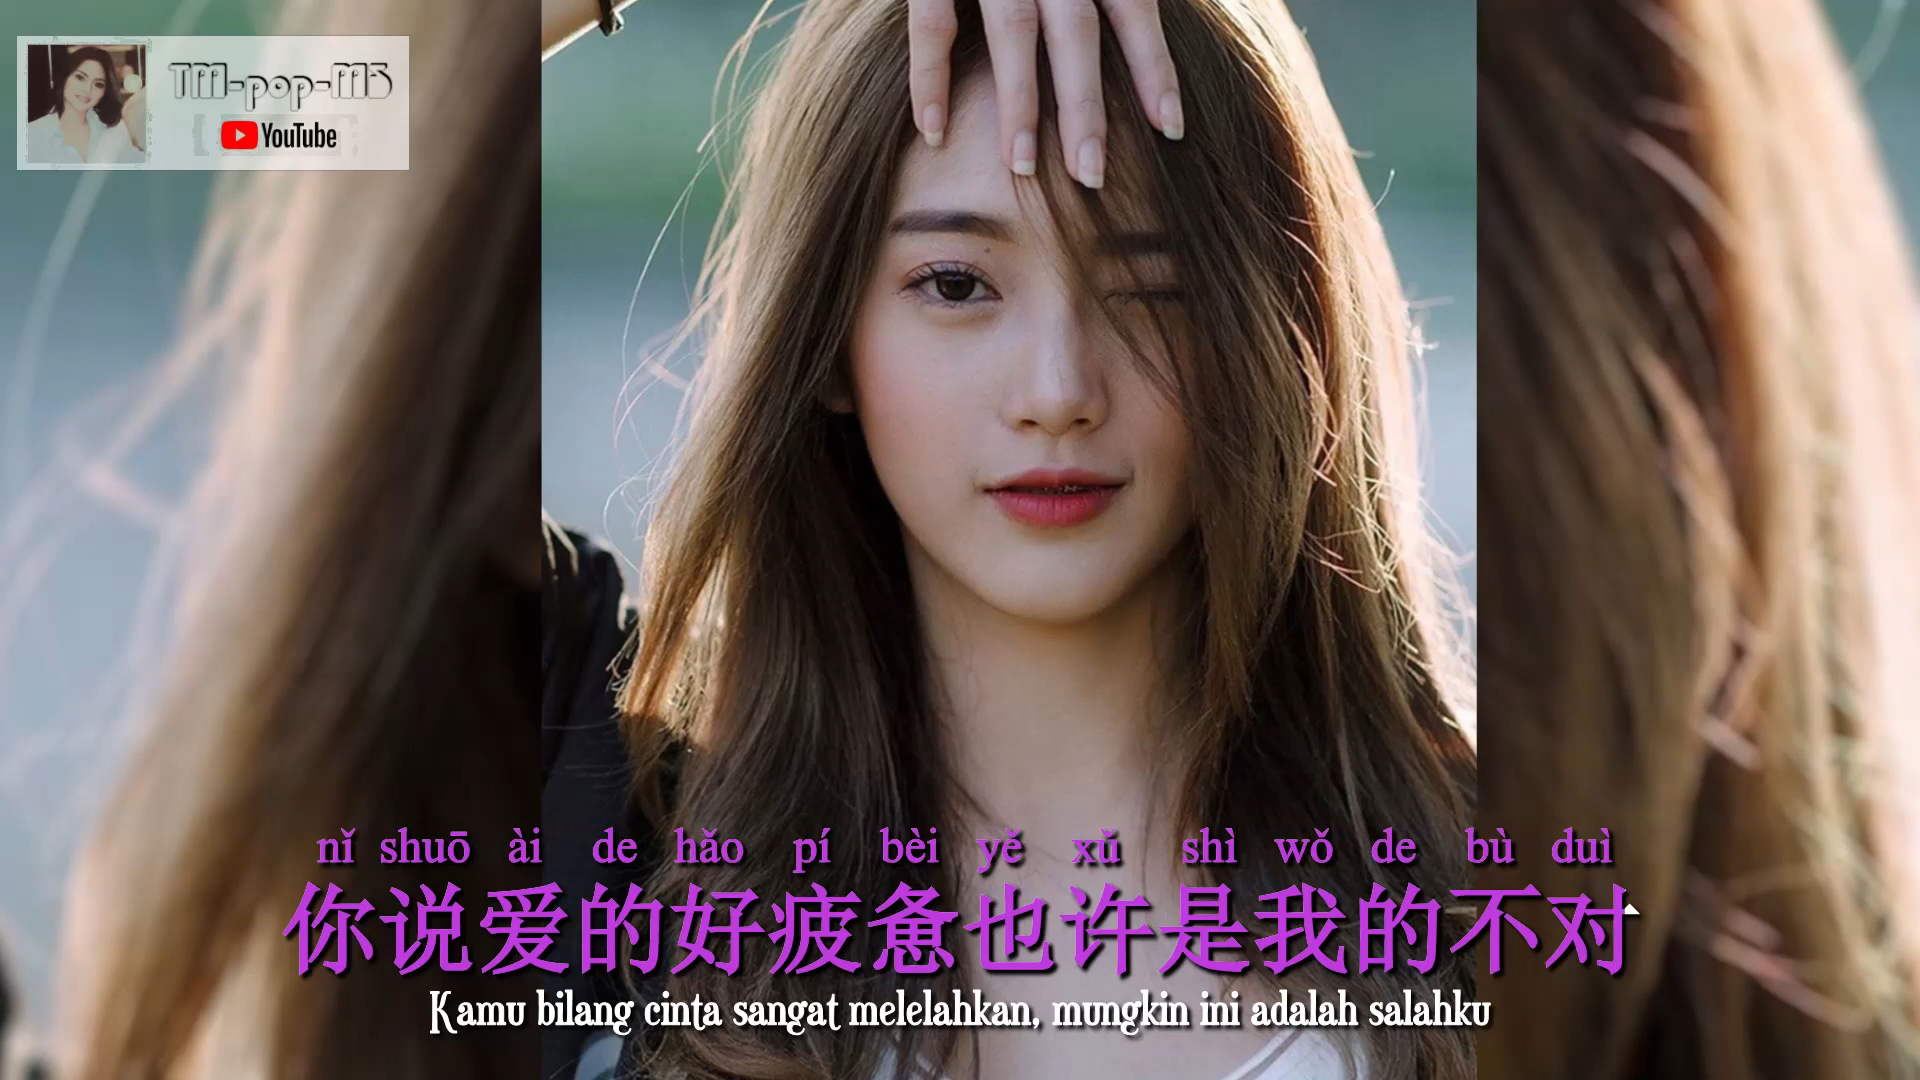 TM-pop-M3
YouTube
nǐ shuō ài de hǎo pí bèi yě xǔ shì wǒ de bù duì
你说爱的好疲惫也许是我的不对
Kamu bilang cinta sangat melelahkan, mungkin ini adalah salahku